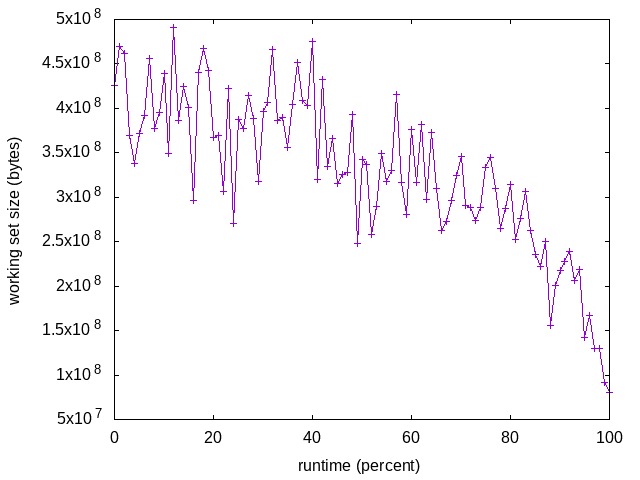 5x10^8
4.5x10^8
4x10^8
3.5x10^8
3x10^8
2.5x10^8
2x10^8
1.5x10^8
1x10^8
5x10^7
working set size (bytes)
0 20 40 60 80 100
runtime (percent)